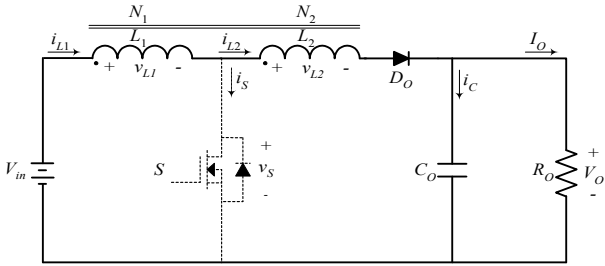 N1 N2
iL1 L1 iL2 L2 IO
+ vL1 - + vL2 - DO
iS iC
Vin S + vS - CO RO + VO -